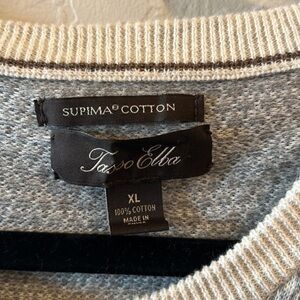 SUPIMA® COTTON
Tasso Elba
XL
100% COTTON
MADE IN